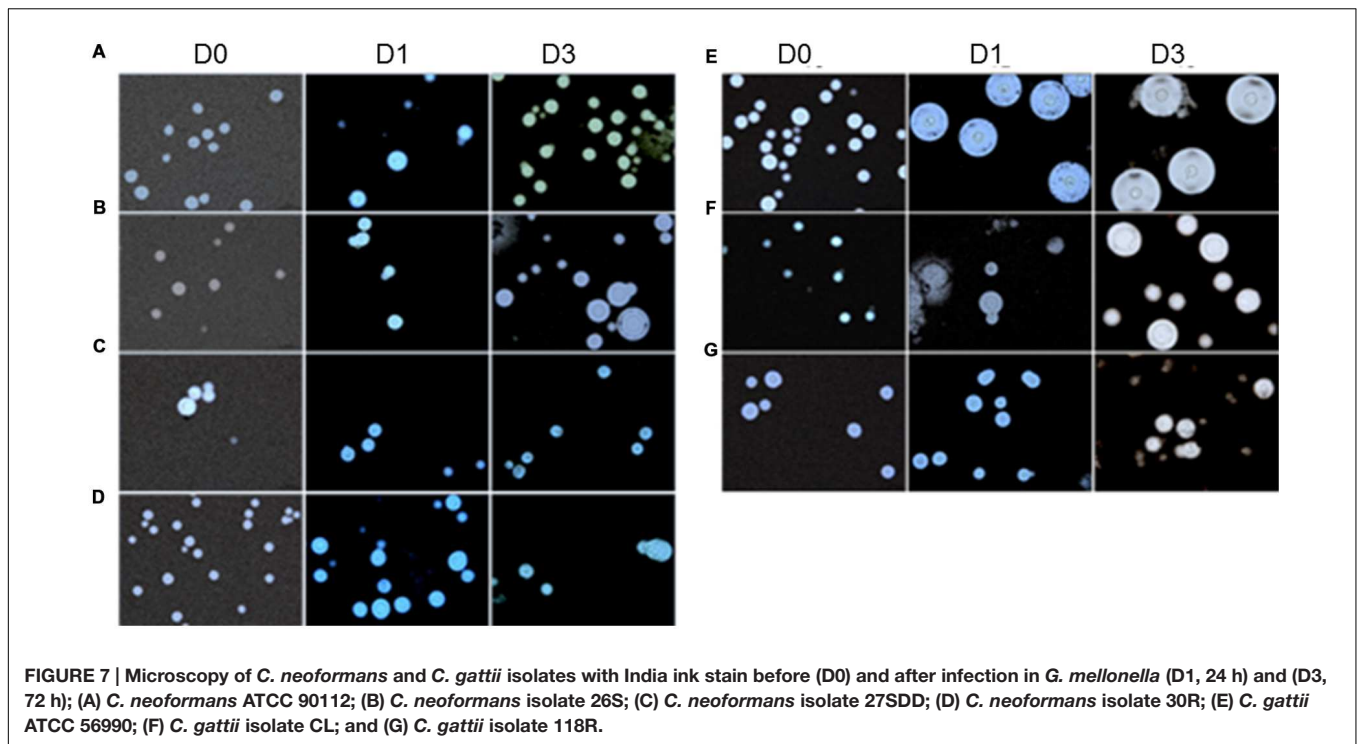 A D0 D1 D3 E D0 D1 D3
B F
C G
D
FIGURE 7 | Microscopy of C. neoformans and C. gattii isolates with India ink stain before (D0) and after infection in G. mellonella (D1, 24 h) and (D3,
72 h); (A) C. neoformans ATCC 90112; (B) C. neoformans isolate 26S; (C) C. neoformans isolate 27SDD; (D) C. neoformans isolate 30R; (E) C. gattii
ATCC 56990; (F) C. gattii isolate CL; and (G) C. gattii isolate 118R.